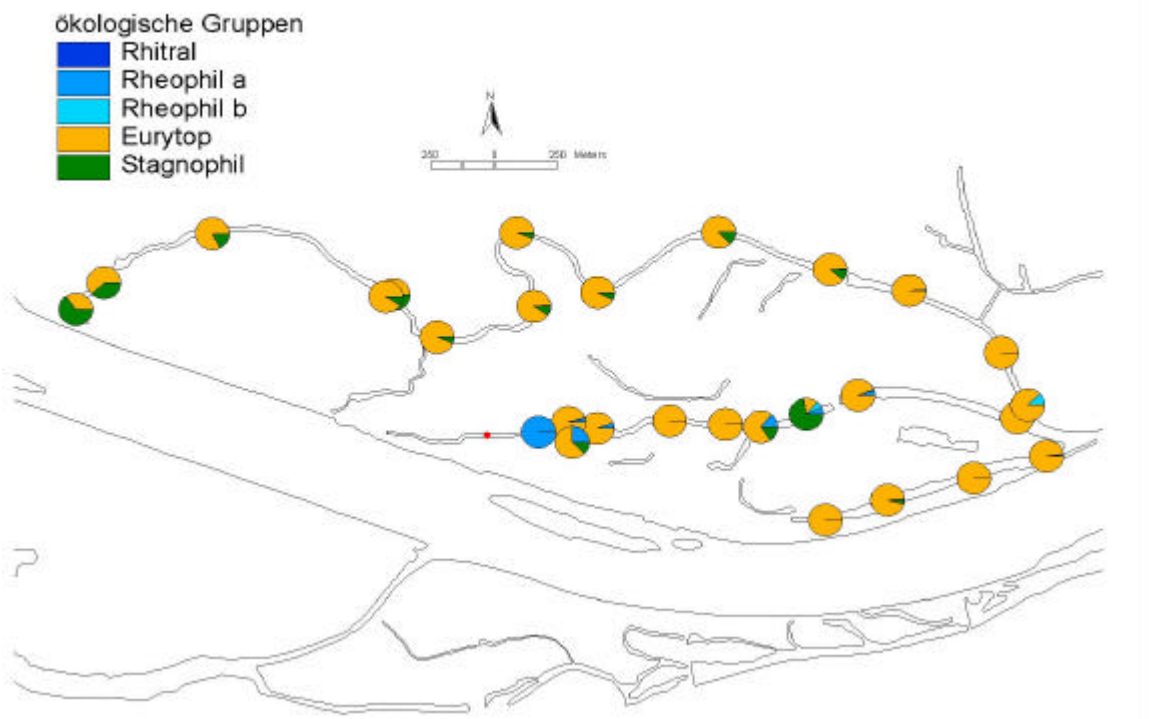 ökologische Gruppen
Rhitral
Rheophil a
Rheophil b
Eurytop
Stagnophil
N
250 0 250 Meters